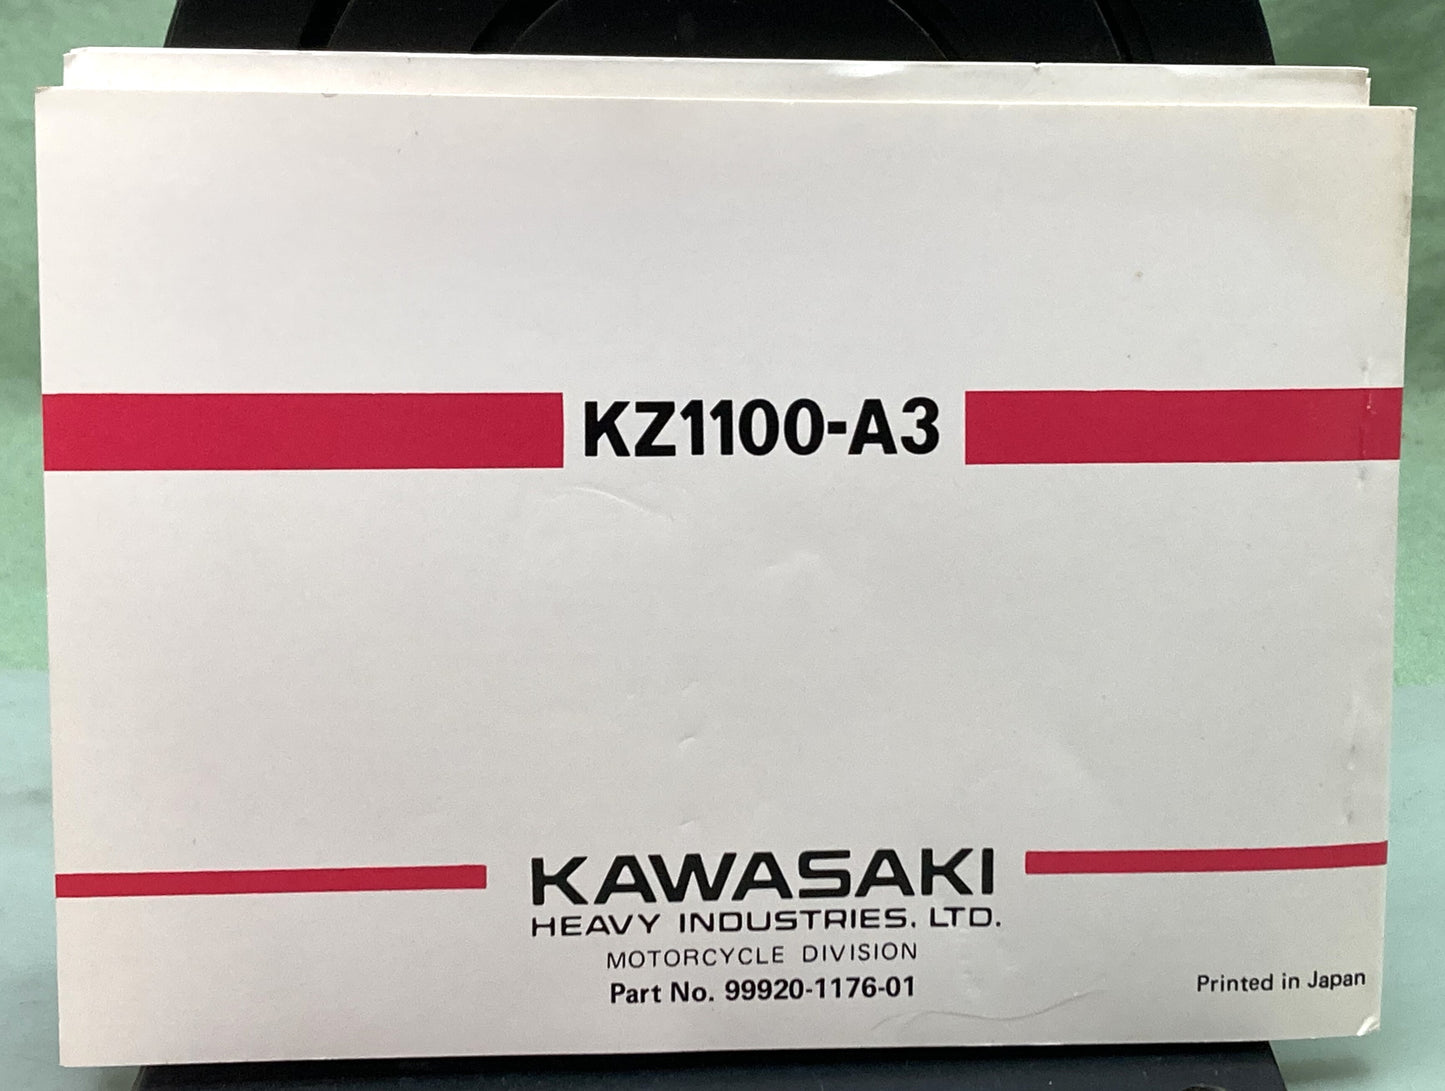 KZ1100-A3
KAWASAKI
HEAVY INDUSTRIES, LTD.
MOTORCYCLE DIVISION
Part No. 99920-1176-01
Printed in Japan